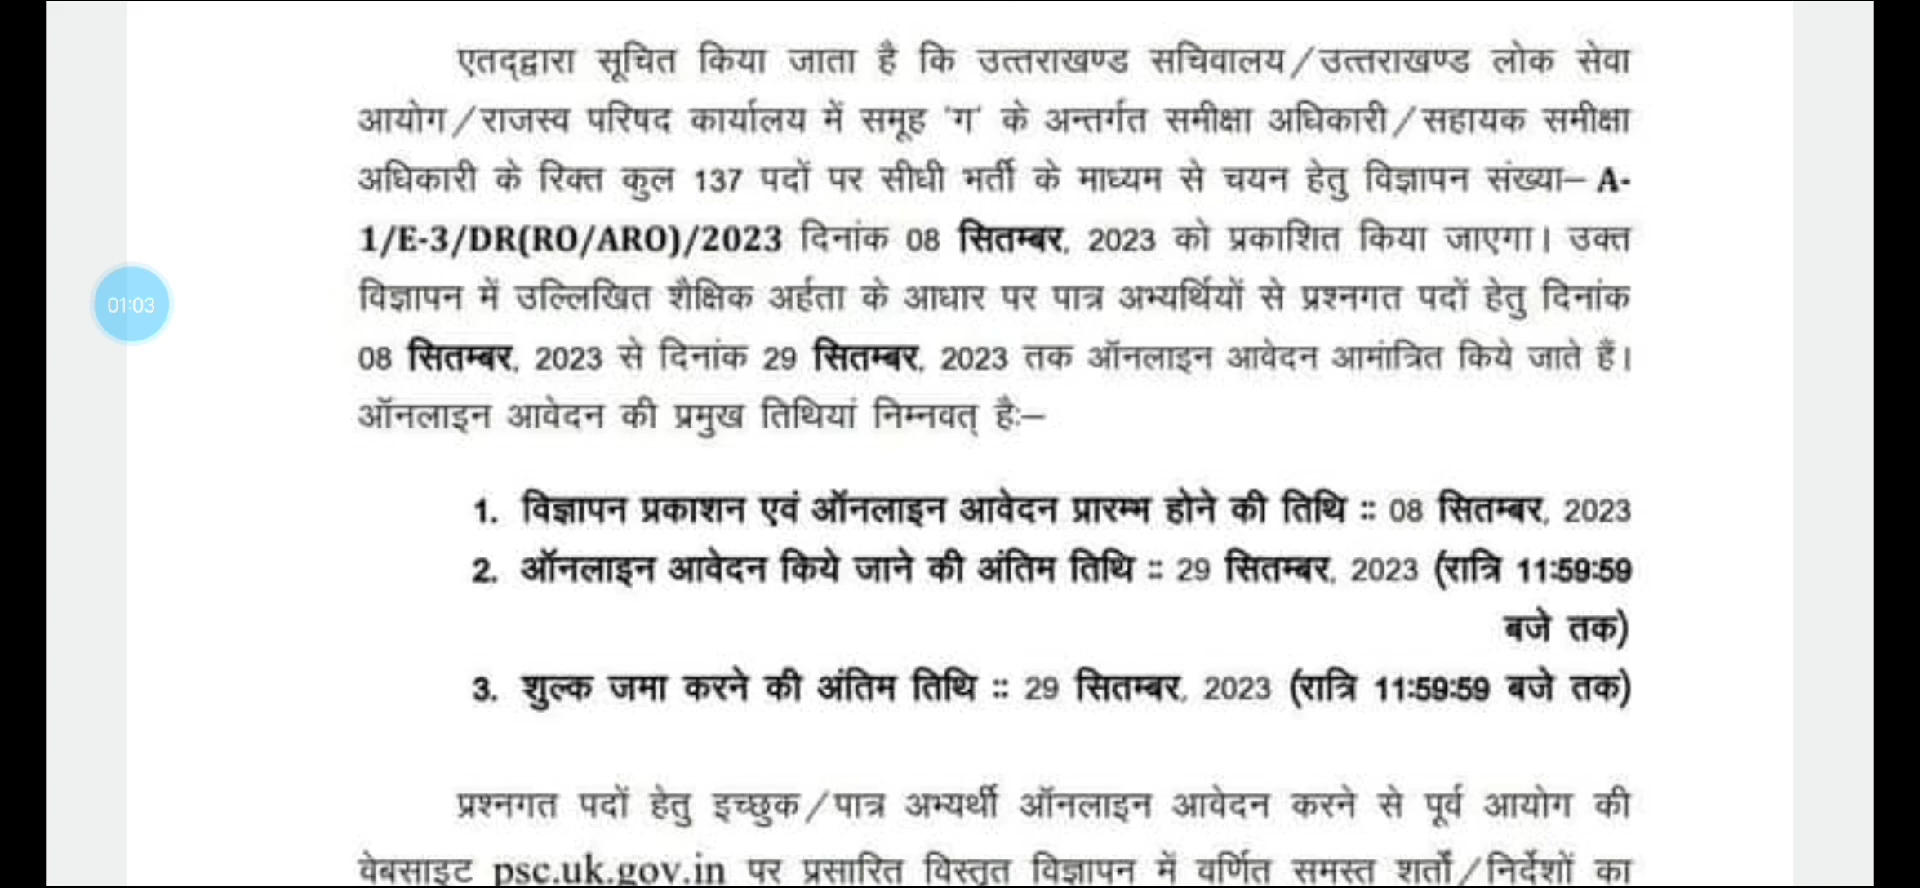 एतद्द्वारा सूचित किया जाता है कि उत्तराखण्ड सचिवालय/उत्तराखण्ड लोक सेवा
आयोग/राजस्व परिषद कार्यालय में समूह 'ग' के अन्तर्गत समीक्षा अधिकारी/सहायक समीक्षा
अधिकारी के रिक्त कुल 137 पदों पर सीधी भर्ती के माध्यम से चयन हेतु विज्ञापन संख्या– A-
1/E-3/DR(RO/ARO)/2023 दिनांक 08 सितम्बर, 2023 को प्रकाशित किया जाएगा। उक्त
01:03
विज्ञापन में उल्लिखित शैक्षिक अर्हता के आधार पर पात्र अभ्यर्थियों से प्रश्नगत पदों हेतु दिनांक
08 सितम्बर, 2023 से दिनांक 29 सितम्बर, 2023 तक ऑनलाइन आवेदन आमांत्रित किये जाते हैं।
ऑनलाइन आवेदन की प्रमुख तिथियां निम्नवत् है:–
1. विज्ञापन प्रकाशन एवं ऑनलाइन आवेदन प्रारम्भ होने की तिथि :: 08 सितम्बर, 2023
2. ऑनलाइन आवेदन किये जाने की अंतिम तिथि :: 29 सितम्बर, 2023 (रात्रि 11:59:59
बजे तक)
3. शुल्क जमा करने की अंतिम तिथि :: 29 सितम्बर, 2023 (रात्रि 11:59:59 बजे तक)
प्रश्नगत पदों हेतु इच्छुक/पात्र अभ्यर्थी ऑनलाइन आवेदन करने से पूर्व आयोग की
वेबसाइट psc.uk.gov.in पर प्रसारित विस्तृत विज्ञापन में वर्णित समस्त शर्तों/निर्देशों का